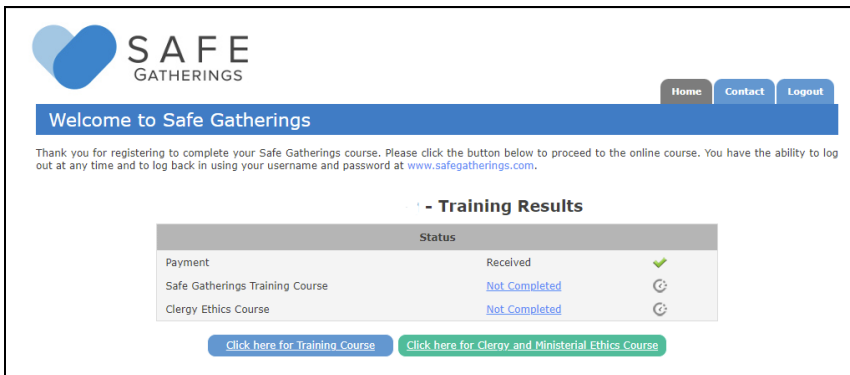 SAFE
GATHERINGS
Home Contact Logout
Welcome to Safe Gatherings
Thank you for registering to complete your Safe Gatherings course. Please click the button below to proceed to the online course. You have the ability to log
out at any time and to log back in using your username and password at www.safegatherings.com.
- Training Results
Status
Payment Received
Safe Gatherings Training Course Not Completed
Clergy Ethics Course Not Completed
Click here for Training Course Click here for Clergy and Ministerial Ethics Course